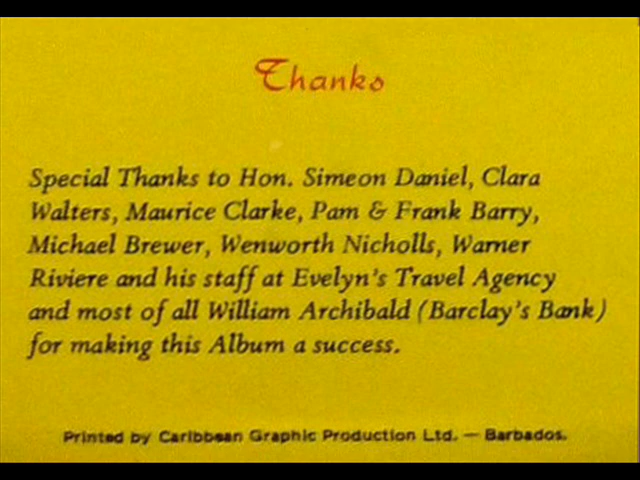 Thanks
Special Thanks to Hon. Simeon Daniel, Clara
Walters, Maurice Clarke, Pam & Frank Barry,
Michael Brewer, Wenworth Nicholls, Warner
Riviere and his staff at Evelyn's Travel Agency
and most of all William Archibald (Barclay's Bank)
for making this Album a success.
Printed by Caribbean Graphic Production Ltd. — Barbados.